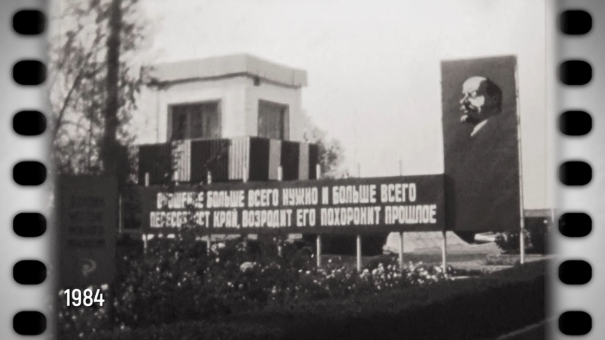 ОРОШЕНИЕ БОЛЬШЕ ВСЕГО НУЖНО И БОЛЬШЕ ВСЕГО
ПЕРЕСОЗДАСТ КРАЙ, ВОЗРОДИТ ЕГО ПОХОРОНИТ ПРОШЛОЕ
1984